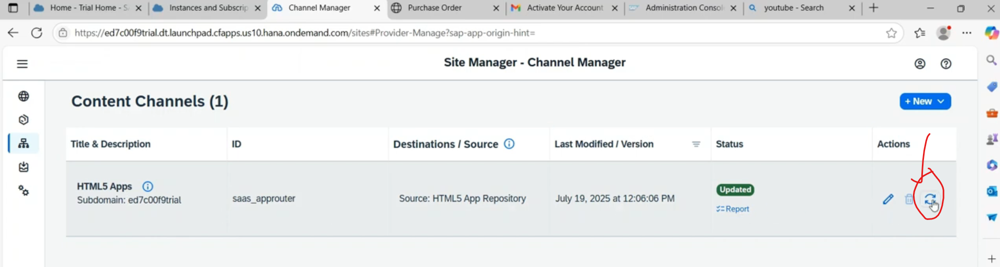 Home - Trial Home - S
Instances and Subscrip
Channel Manager
Purchase Order
Activate Your Account
Administration Consol
youtube - Search
https://ed7c00f9trial.dt.launchpad.cfapps.us10.hana.ondemand.com/sites#Provider-Manage?sap-app-origin-hint=
Site Manager - Channel Manager
Content Channels (1)
+ New
Title & Description
ID
Destinations / Source
Last Modified / Version
Status
Actions
HTML5 Apps
Subdomain: ed7c00f9trial
saas_approuter
Source: HTML5 App Repository
July 19, 2025 at 12:06:06 PM
Updated
Report